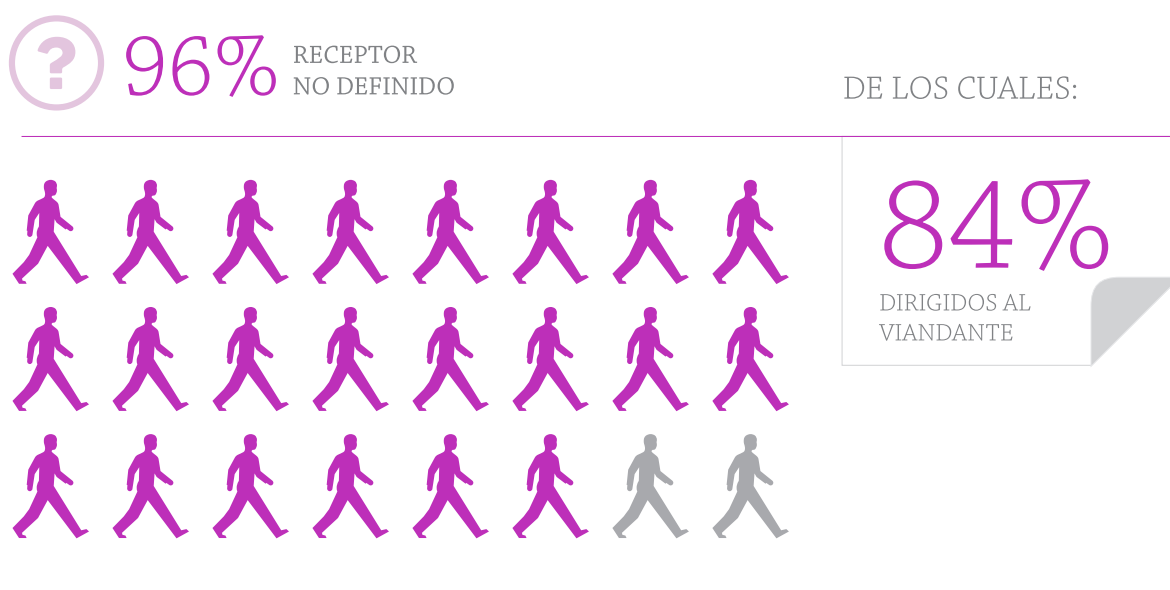 ?
96%
RECEPTOR
NO DEFINIDO
DE LOS CUALES:
84%
DIRIGIDOS AL
VIANDANTE